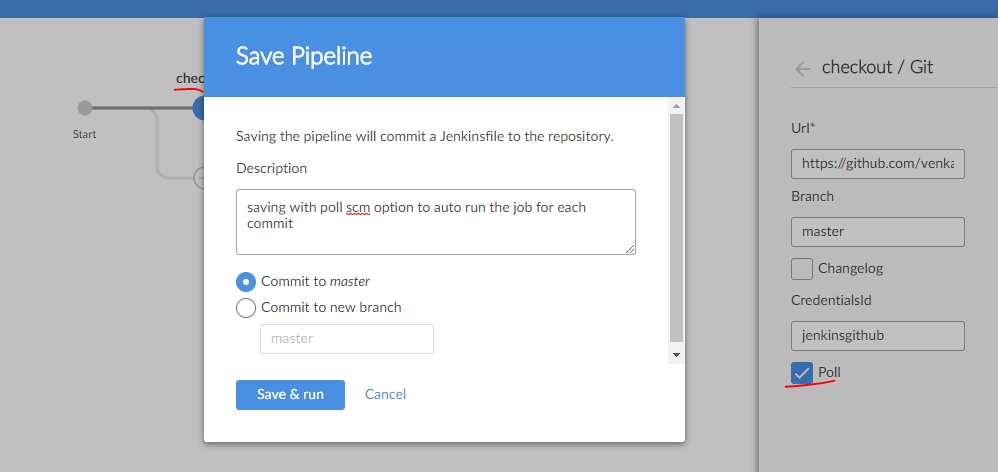 Save Pipeline
chec
Start
Saving the pipeline will commit a Jenkinsfile to the repository.
Description
saving with poll scm option to auto run the job for each
commit
Commit to master
Commit to new branch
master
Save & run
Cancel
checkout / Git
Url*
https://github.com/venka
Branch
master
Changelog
CredentialsId
jenkinsgithub
Poll